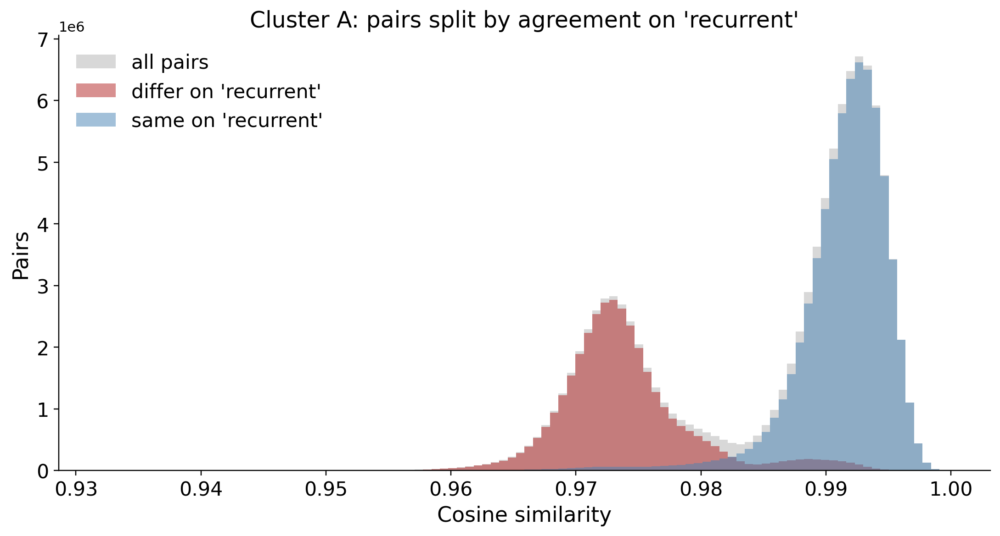 Cluster A: pairs split by agreement on 'recurrent'
1e6
7
6
5
4
3
2
1
0
Pairs
all pairs
differ on 'recurrent'
same on 'recurrent'
0.93 0.94 0.95 0.96 0.97 0.98 0.99 1.00
Cosine similarity